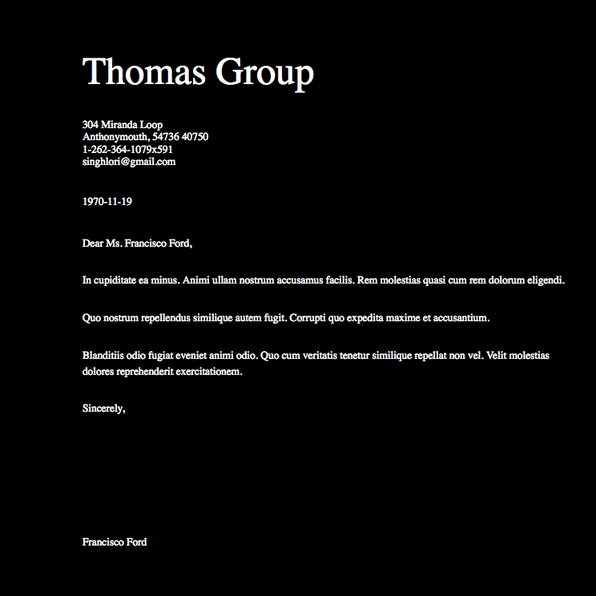 Thomas Group
304 Miranda Loop
Anthonymouth, 54736 40750
1-262-364-1079x591
singhlori@gmail.com
1970-11-19
Dear Ms. Francisco Ford,
In cupiditate ea minus. Animi ullam nostrum accusamus facilis. Rem molestias quasi cum rem dolorum eligendi.
Quo nostrum repellendus similique autem fugit. Corrupti quo expedita maxime et accusantium.
Blanditiis odio fugiat eveniet animi odio. Quo cum veritatis tenetur similique repellat non vel. Velit molestias
dolores reprehenderit exercitationem.
Sincerely,
Francisco Ford